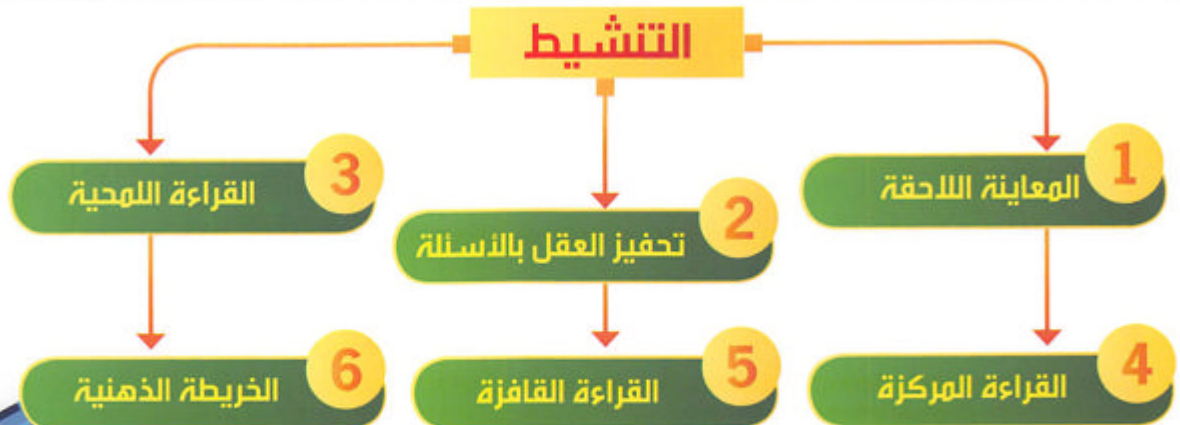 التنشيط
1
المعاينة اللاحقة
2
تحفيز العقل بالأسئلة
3
القراءة اللمحية
4
القراءة المركزة
5
القراءة القافزة
6
الخريطة الذهنية